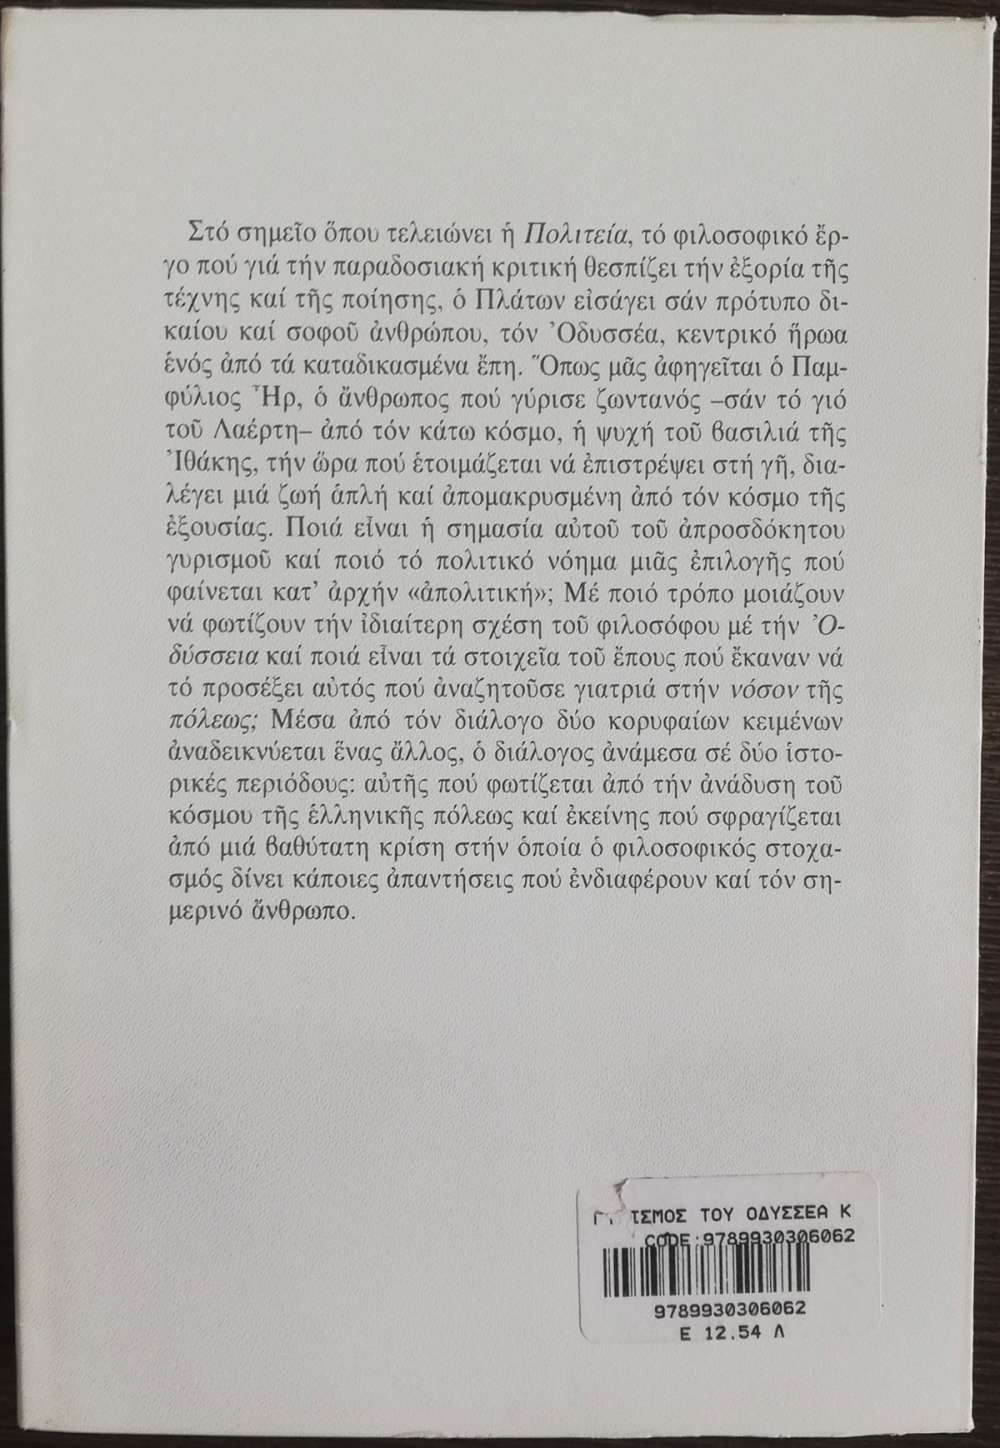 Στό σημεῖο ὅπου τελειώνει ἡ Πολιτεία, τό φιλοσοφικό ἔρ-
γο πού γιά τήν παραδοσιακή κριτική θεσπίζει τήν ἐξορία τῆς
τέχνης καί τῆς ποίησης, ὁ Πλάτων εἰσάγει σάν πρότυπο δι-
καίου καί σοφοῦ ἀνθρώπου, τόν Ὀδυσσέα, κεντρικό ἥρωα
ἑνός ἀπό τά καταδικασμένα ἔπη. Ὅπως μᾶς ἀφηγεῖται ὁ Παμ-
φύλιος Ἦρ, ὁ ἄνθρωπος πού γύρισε ζωντανός –σάν τό γιό
τοῦ Λαέρτη– ἀπό τόν κάτω κόσμο, ἡ ψυχή τοῦ βασιλιά τῆς
Ἰθάκης, τήν ὥρα πού ἑτοιμάζεται νά ἐπιστρέψει στή γῆ, δια-
λέγει μιά ζωή ἁπλή καί ἀπομακρυσμένη ἀπό τόν κόσμο τῆς
ἐξουσίας. Ποιά εἶναι ἡ σημασία αὐτοῦ τοῦ ἀπροσδόκητου
γυρισμοῦ καί ποιό τό πολιτικό νόημα μιᾶς ἐπιλογῆς πού
φαίνεται κατ’ ἀρχήν «ἀπολιτική»; Μέ ποιό τρόπο μοιάζουν
νά φωτίζουν τήν ἰδιαίτερη σχέση τοῦ φιλοσόφου μέ τήν Ὀ-
δύσσεια καί ποιά εἶναι τά στοιχεῖα τοῦ ἔπους πού ἔκαναν νά
τό προσέξει αὐτός πού ἀναζητοῦσε γιατριά στήν νόσον τῆς
πόλεως; Μέσα ἀπό τόν διάλογο δύο κορυφαίων κειμένων
ἀναδεικνύεται ἕνας ἄλλος, ὁ διάλογος ἀνάμεσα σέ δύο ἱστο-
ρικές περιόδους: αὐτῆς πού φωτίζεται ἀπό τήν ἀνάδυση τοῦ
κόσμου τῆς ἑλληνικῆς πόλεως καί ἐκείνης πού σφραγίζεται
ἀπό μιά βαθύτατη κρίση στήν ὁποία ὁ φιλοσοφικός στοχα-
σμός δίνει κάποιες ἀπαντήσεις πού ἐνδιαφέρουν καί τόν ση-
μερινό ἄνθρωπο.
ΤΟΥ ΟΔΥΣΣΕΑ Κ
CODE:9789930306062
9789930306062
Ε 12.54 Λ